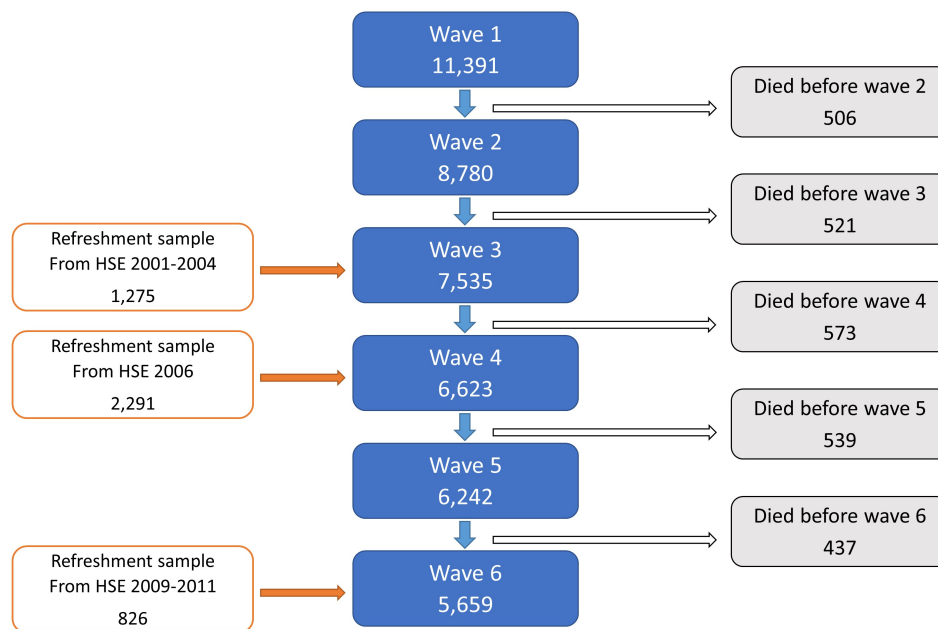 Wave 1
11,391
Died before wave 2
506
Wave 2
8,780
Died before wave 3
521
Refreshment sample
From HSE 2001-2004
1,275
Wave 3
7,535
Died before wave 4
573
Refreshment sample
From HSE 2006
2,291
Wave 4
6,623
Died before wave 5
539
Wave 5
6,242
Died before wave 6
437
Refreshment sample
From HSE 2009-2011
826
Wave 6
5,659